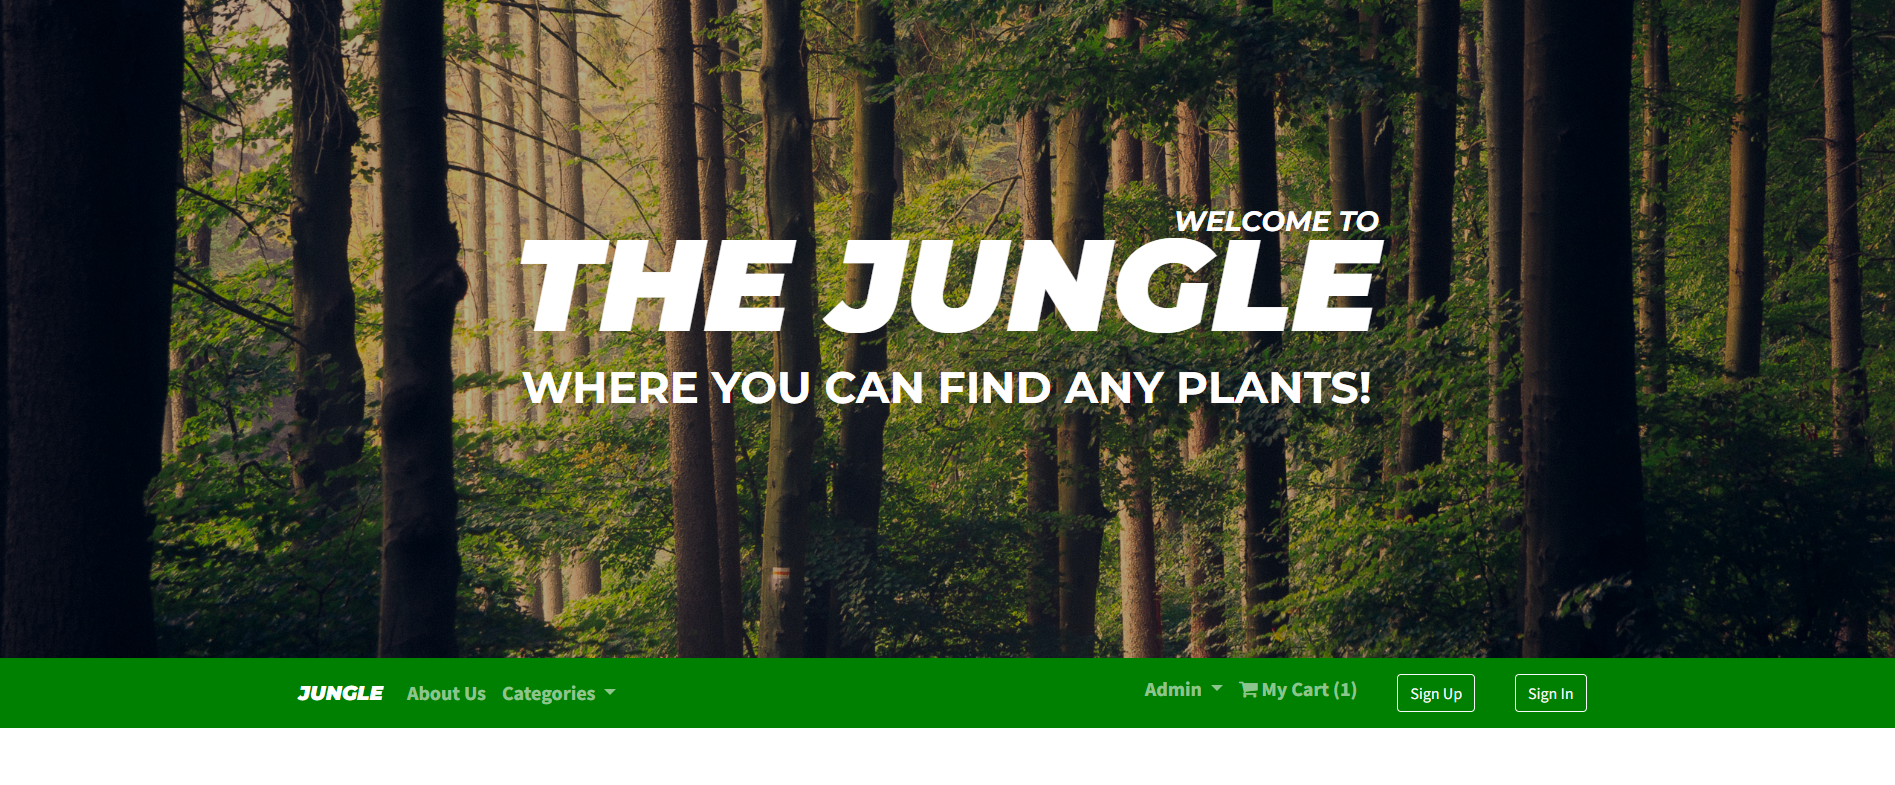 WELCOME TO
THE JUNGLE
WHERE YOU CAN FIND ANY PLANTS!
JUNGLE About Us Categories Admin My Cart (1) Sign Up Sign In